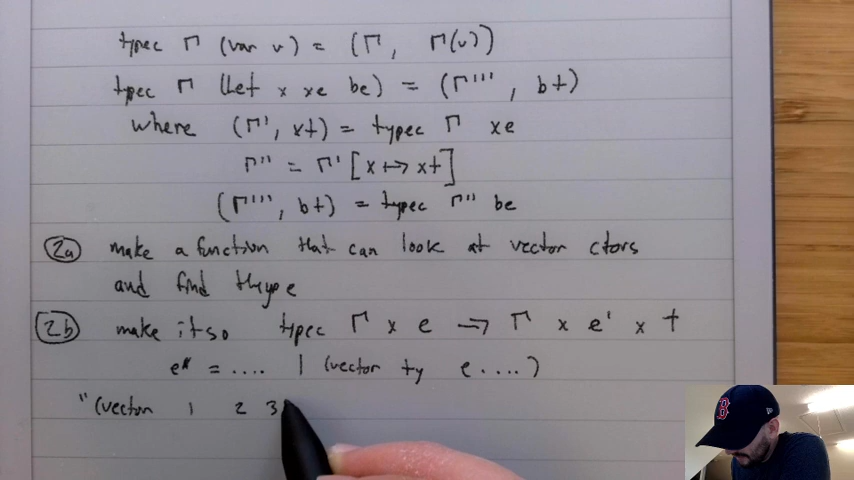 typec Γ (var v) = (Γ, Γ(v))
typec Γ (let x xe be) = (Γ''', bt)
where (Γ', xt) = typec Γ xe
Γ'' = Γ' [x ↦ xt]
(Γ''', bt) = typec Γ'' be
2a make a function that can look at vector ctors
and find thype
2b make it so typec Γ x e → Γ x e' x t
e* = .... | (vector ty e....)
"(vector 1 2 3
B